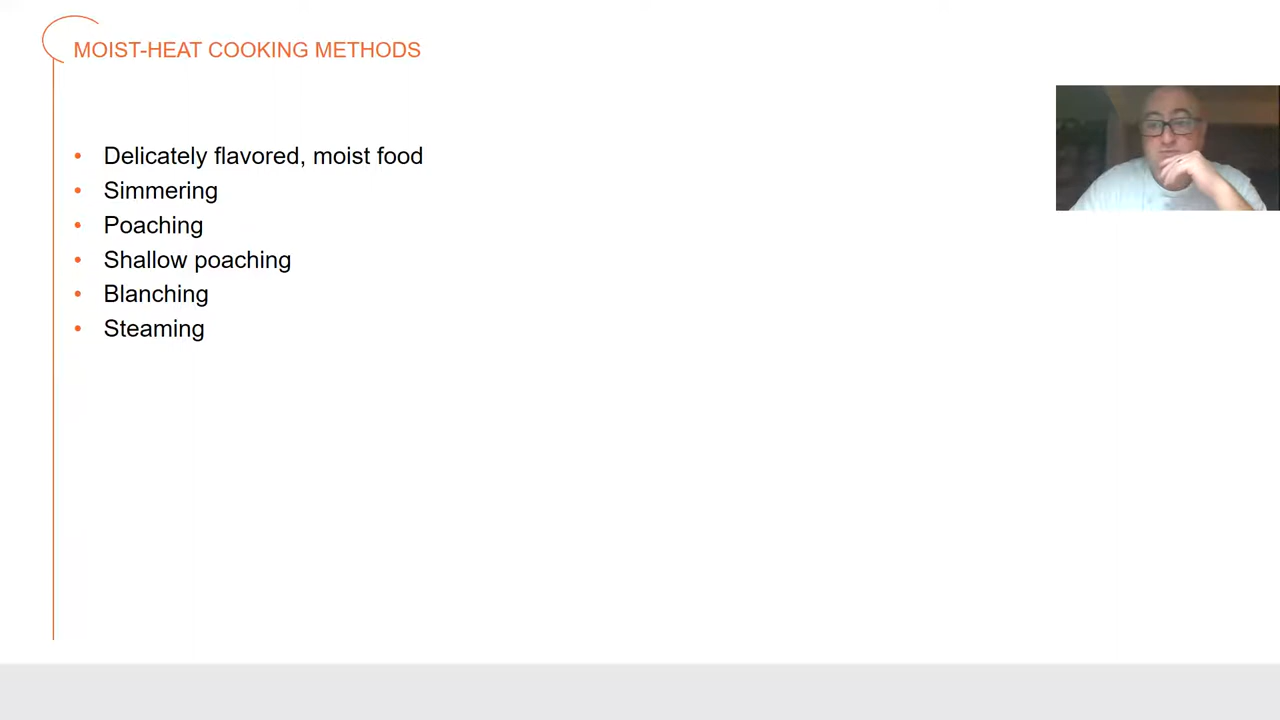 MOIST-HEAT COOKING METHODS
• Delicately flavored, moist food
• Simmering
• Poaching
• Shallow poaching
• Blanching
• Steaming